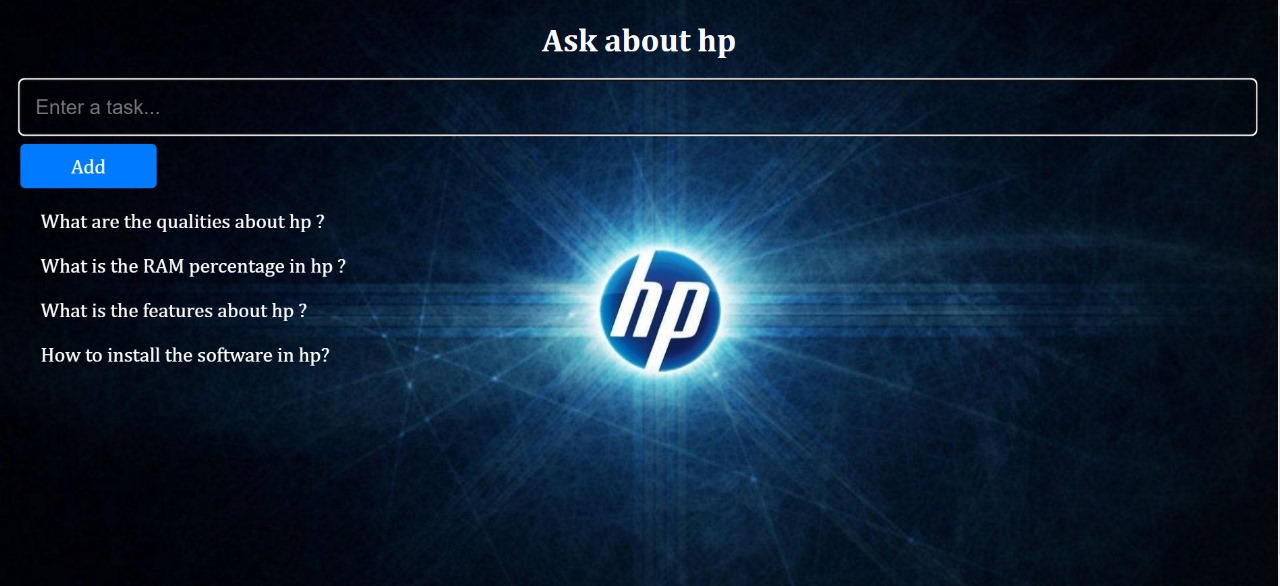 Ask about hp
Enter a task...
Add
What are the qualities about hp ?
What is the RAM percentage in hp ?
What is the features about hp ?
How to install the software in hp?
hp